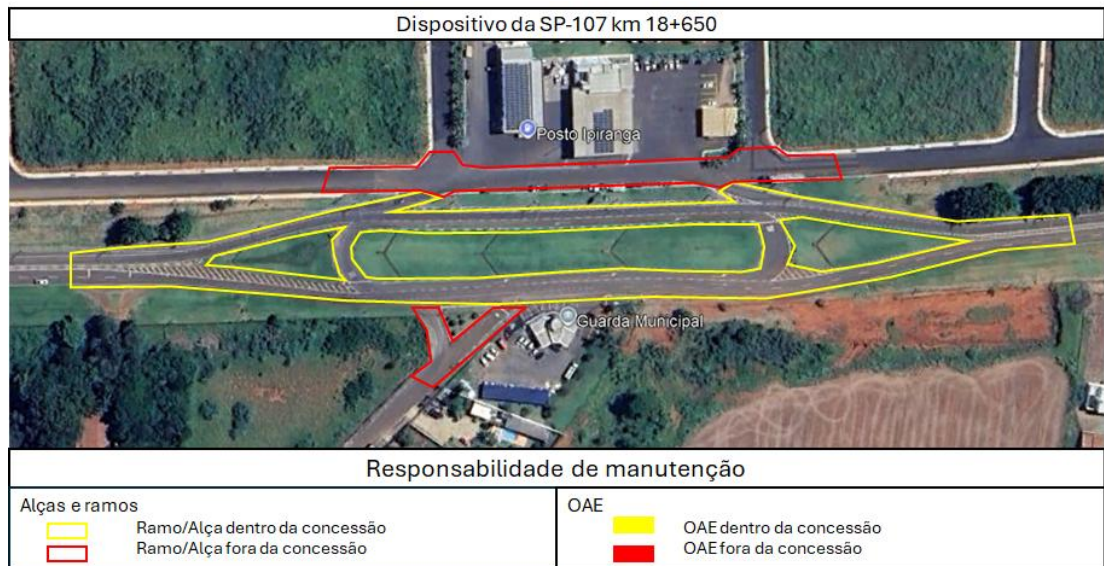 Dispositivo da SP-107 km 18+650
Posto Ipiranga
Guarda Municipal
Responsabilidade de manutenção
Alças e ramos
Ramo/Alça dentro da concessão
Ramo/Alça fora da concessão
OAE
OAE dentro da concessão
OAE fora da concessão